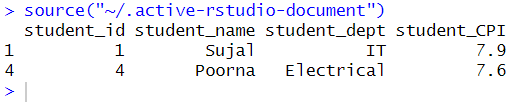 > source("~/.active-rstudio-document")
student_id student_name student_dept student_CPI
1 1 Sujal IT 7.9
4 4 Poorna Electrical 7.6
>